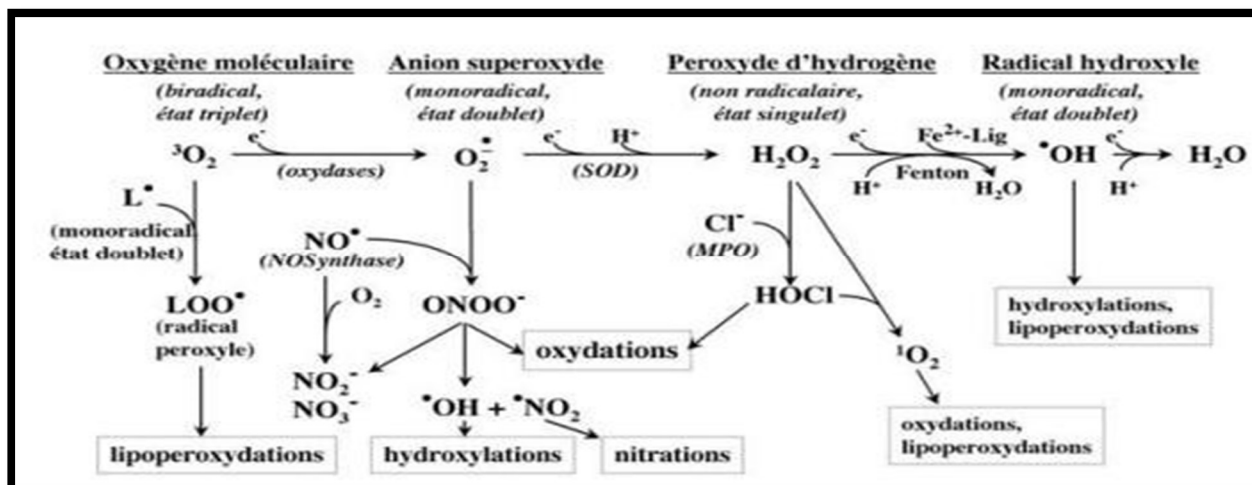 Oxygène moléculaire Anion superoxyde Peroxyde d'hydrogène Radical hydroxyle
(biradical, (monoradical, (non radicalaire, (monoradical,
état triplet) état doublet) état singulet) état doublet)
³O₂ e⁻ (oxydases) O₂•⁻ e⁻ H⁺ (SOD) H₂O₂ e⁻ Fe²⁺-Lig H⁺ Fenton H₂O •OH e⁻ H⁺ H₂O
L•
(monoradical,
état doublet)
NO•
(NOSynthase)
Cl⁻
(MPO)
LOO•
(radical
peroxyle)
O₂
ONOO⁻
HOCl
hydroxylations,
lipoperoxydations
oxydations
¹O₂
NO₂⁻
NO₃⁻
•OH + •NO₂
oxydations,
lipoperoxydations
lipoperoxydations
hydroxylations
nitrations